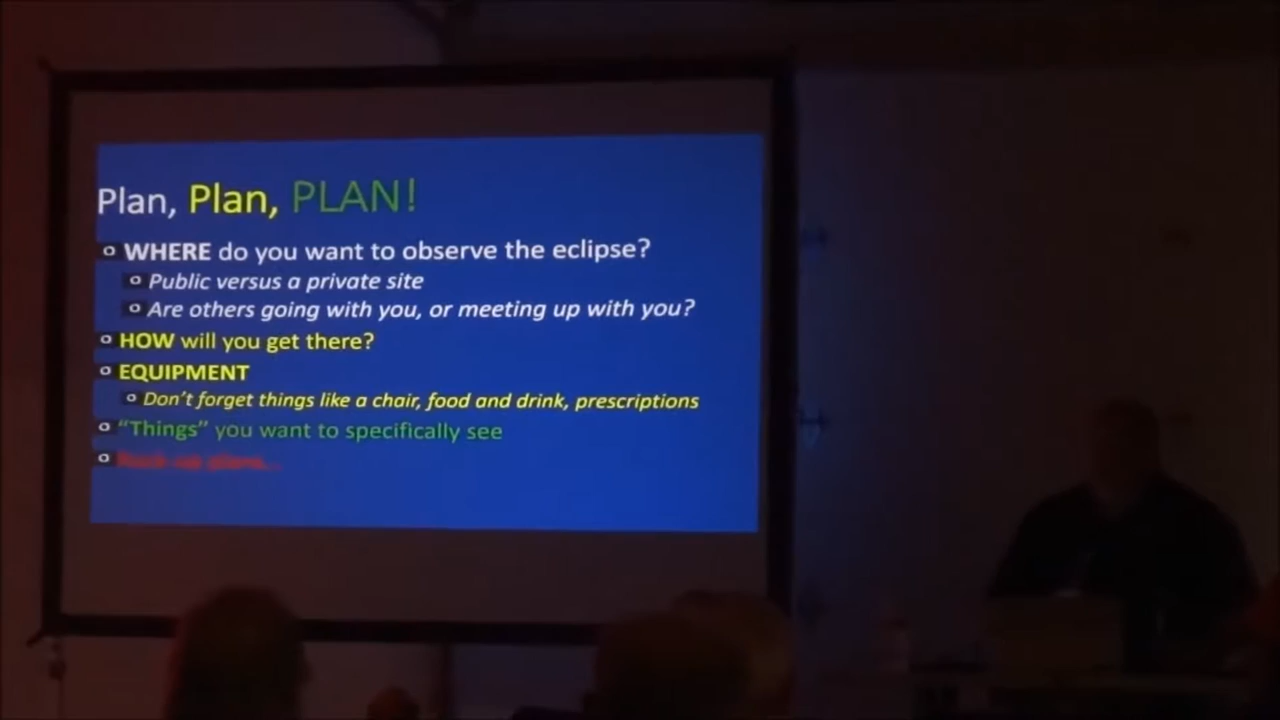 Plan, Plan, PLAN!
WHERE do you want to observe the eclipse?
Public versus a private site
Are others going with you, or meeting up with you?
HOW will you get there?
EQUIPMENT
Don't forget things like a chair, food and drink, prescriptions
“Things” you want to specifically see